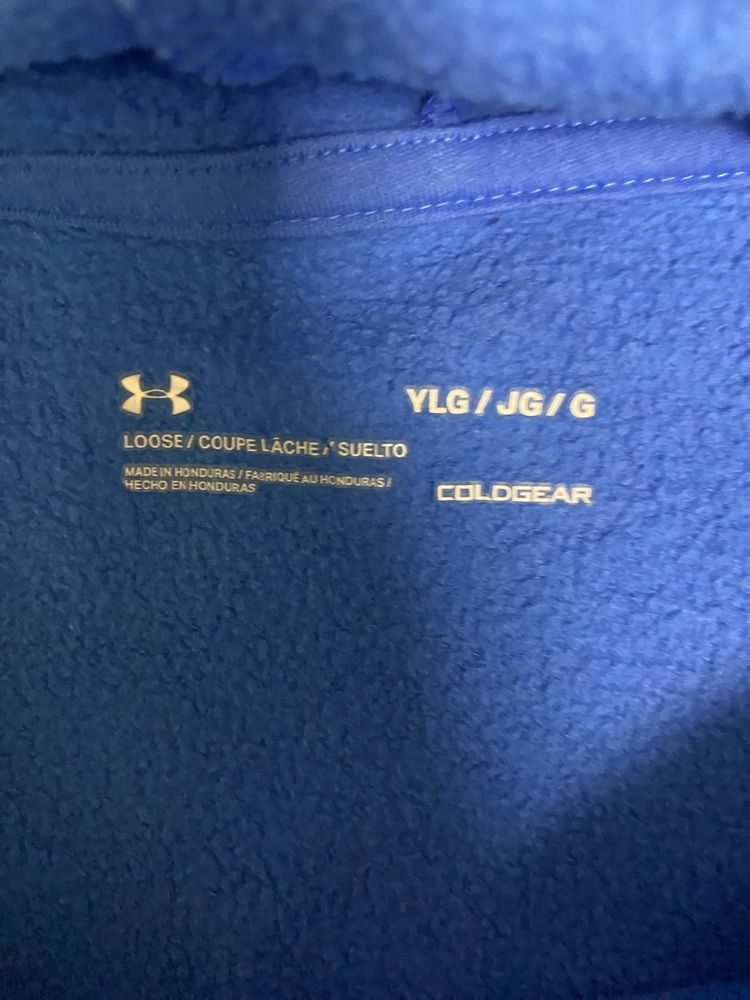 YLG / JG / G
LOOSE / COUPE LÂCHE / SUELTO
MADE IN HONDURAS / FABRIQUÉ AU HONDURAS /
HECHO EN HONDURAS
COLDGEAR